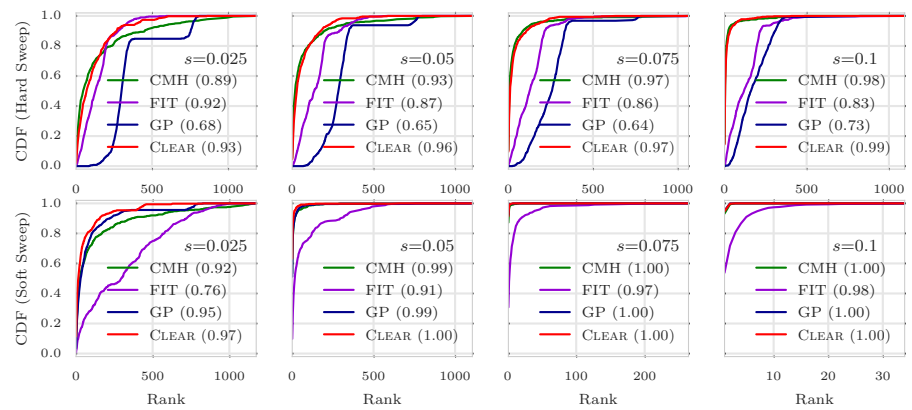 CDF (Hard Sweep)
1.0
0.8
0.6
0.4
0.2
0.0
s=0.025
CMH (0.89)
FIT (0.92)
GP (0.68)
CLEAR (0.93)
0 500 1000
s=0.05
CMH (0.93)
FIT (0.87)
GP (0.65)
CLEAR (0.96)
0 500 1000
s=0.075
CMH (0.97)
FIT (0.86)
GP (0.64)
CLEAR (0.97)
0 100 200
s=0.1
CMH (0.98)
FIT (0.83)
GP (0.73)
CLEAR (0.99)
10 20 30
CDF (Soft Sweep)
1.0
0.8
0.6
0.4
0.2
0.0
s=0.025
CMH (0.92)
FIT (0.76)
GP (0.95)
CLEAR (0.97)
0 500 1000
Rank
s=0.05
CMH (0.99)
FIT (0.91)
GP (0.99)
CLEAR (1.00)
0 500 1000
Rank
s=0.075
CMH (1.00)
FIT (0.97)
GP (1.00)
CLEAR (1.00)
0 100 200
Rank
s=0.1
CMH (1.00)
FIT (0.98)
GP (1.00)
CLEAR (1.00)
10 20 30
Rank